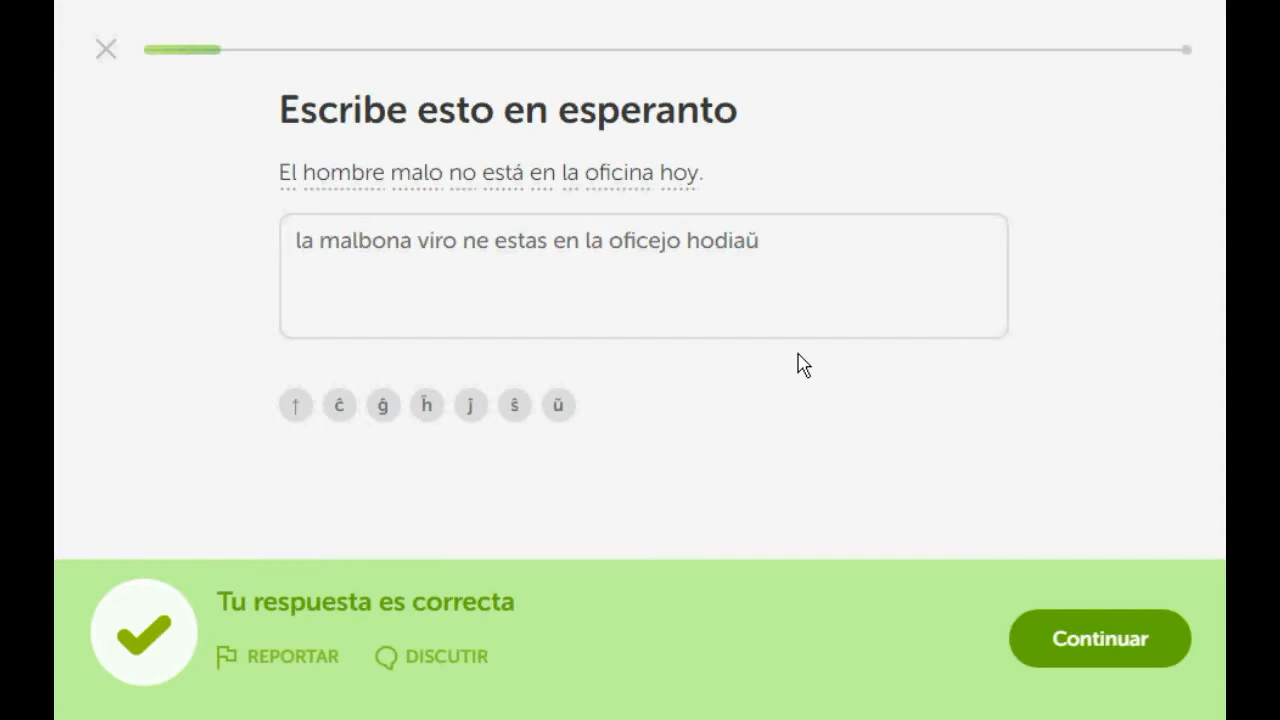 Escribe esto en esperanto
El hombre malo no está en la oficina hoy.
la malbona viro ne estas en la oficejo hodiaŭ
↑ ĉ ĝ ĥ ĵ ŝ ŭ
Tu respuesta es correcta
REPORTAR DISCUTIR
Continuar